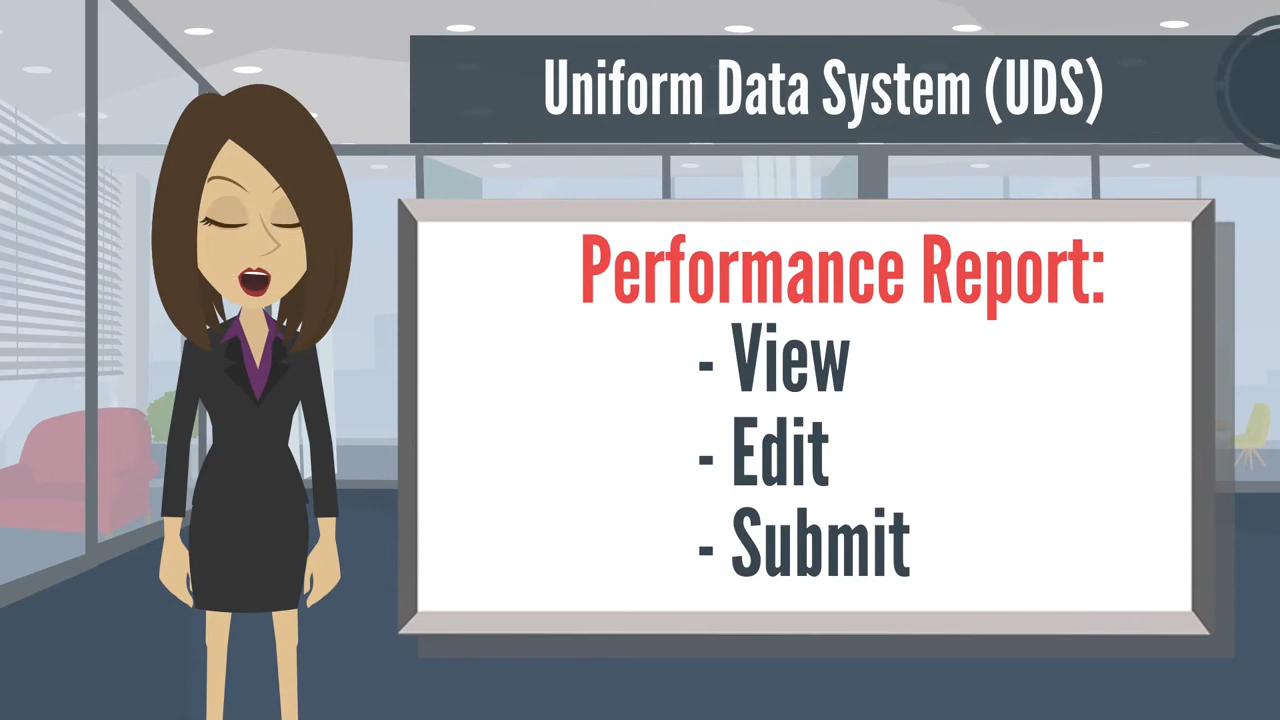 Uniform Data System (UDS)
Performance Report:
- View
- Edit
- Submit